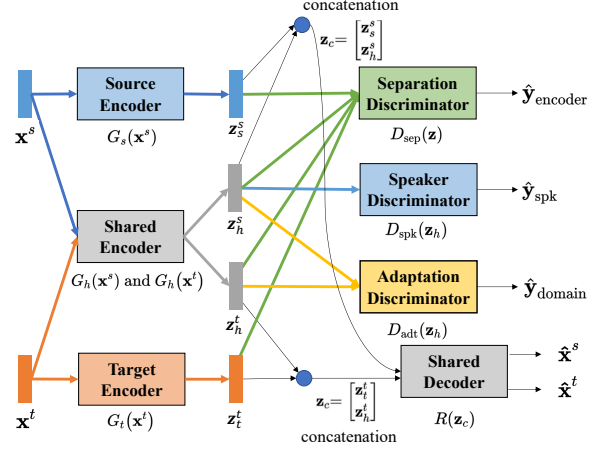 concatenation
𝐳_c = [𝐳_s^s 𝐳_h^s]
Source
Encoder
Separation
Discriminator
𝐱^s
G_s(𝐱^s)
𝒛_s^s
D_sep(𝐳)
ŷ_encoder
Shared
Encoder
G_h(𝐱^s) and G_h(𝐱^t)
𝒛_h^s
Speaker
Discriminator
D_spk(𝐳_h)
ŷ_spk
𝒛_h^t
Adaptation
Discriminator
D_adt(𝐳_h)
ŷ_domain
Target
Encoder
𝐱^t
G_t(𝐱^t)
𝒛_t^t
𝐳_c = [𝐳_t^t 𝐳_h^t]
concatenation
Shared
Decoder
R(𝐳_c)
x̂^s
x̂^t